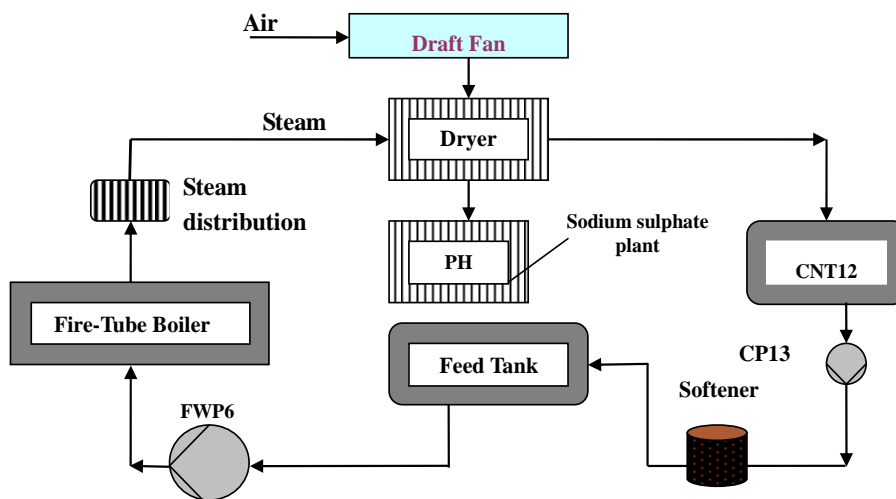 Air
Draft Fan
Steam
Dryer
Steam
distribution
Sodium sulphate
plant
PH
CNT12
Fire-Tube Boiler
Feed Tank
CP13
Softener
FWP6